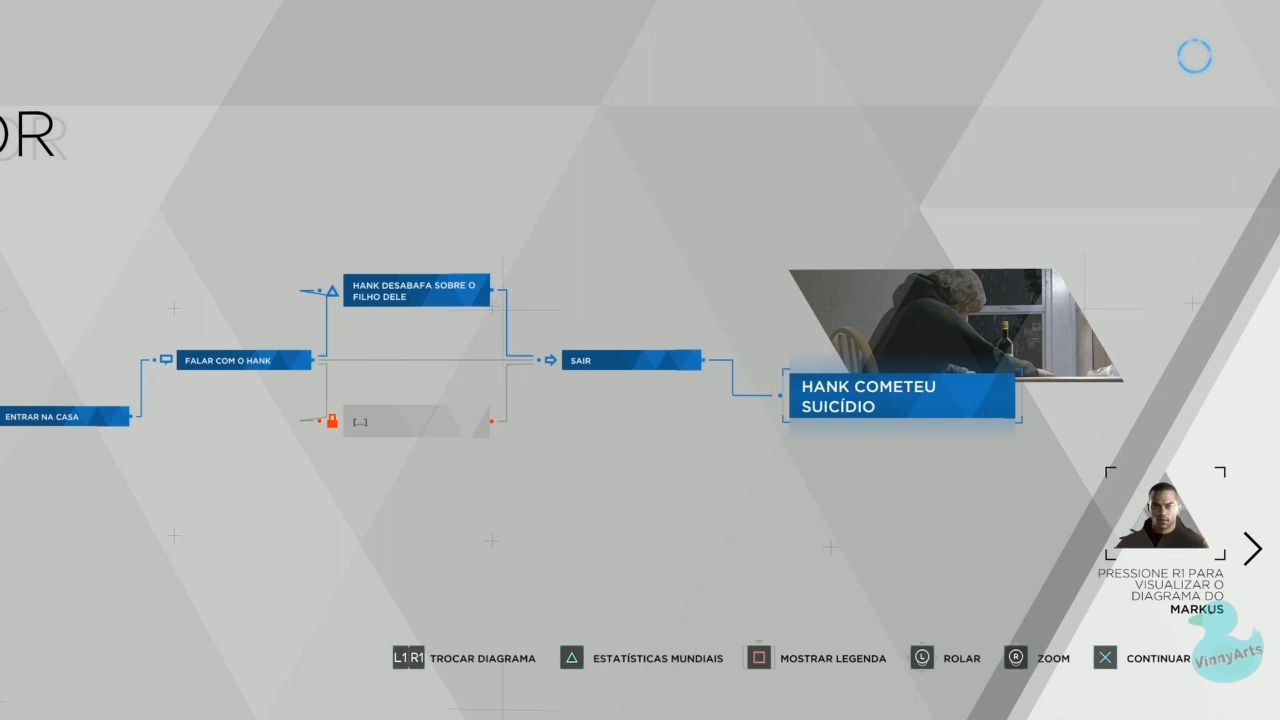 OR
HANK DESABAFA SOBRE O
FILHO DELE
FALAR COM O HANK
SAIR
HANK COMETEU
SUICÍDIO
ENTRAR NA CASA
[...]
PRESSIONE R1 PARA
VISUALIZAR O
DIAGRAMA DO
MARKUS
L1 R1 TROCAR DIAGRAMA
ESTATÍSTICAS MUNDIAIS
MOSTRAR LEGENDA
L ROLAR
R ZOOM
CONTINUAR
VinnyArts